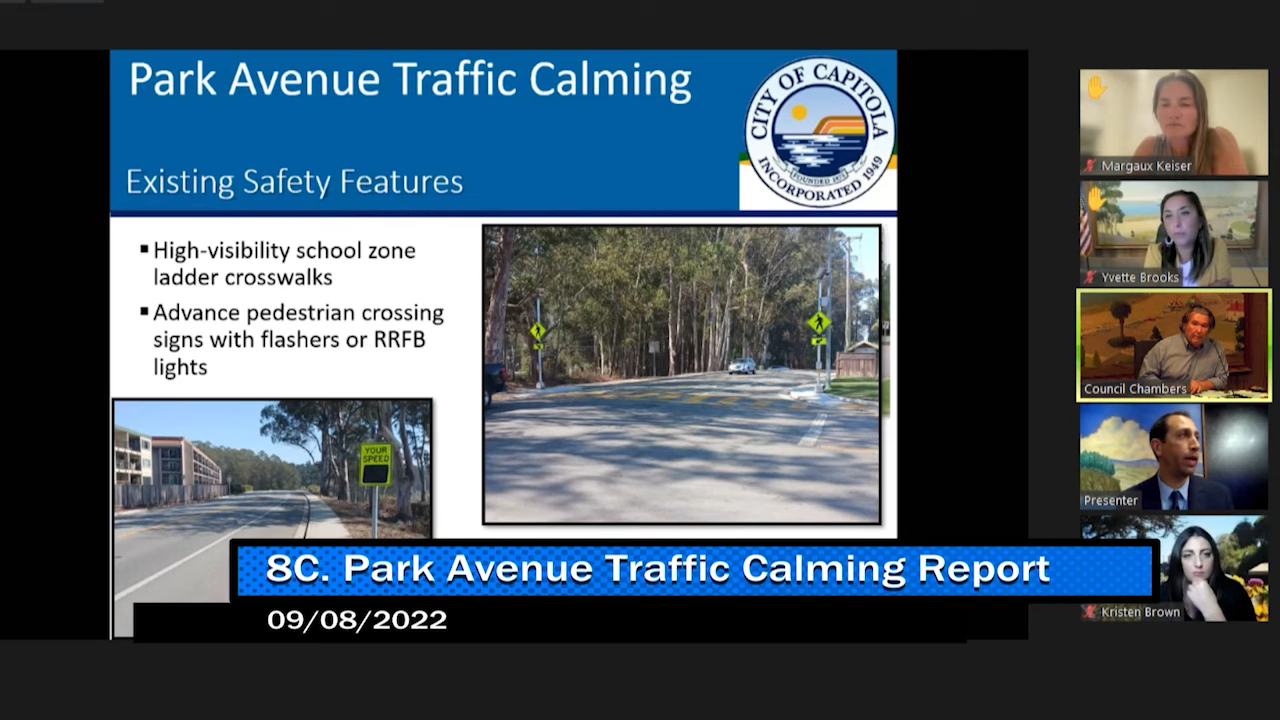 Park Avenue Traffic Calming
Existing Safety Features
CITY OF CAPITOLA
INCORPORATED 1949
▪High-visibility school zone
ladder crosswalks
▪Advance pedestrian crossing
signs with flashers or RRFB
lights
YOUR
SPEED
8C. Park Avenue Traffic Calming Report
09/08/2022
Margaux Keiser
Yvette Brooks
Council Chambers
Presenter
Kristen Brown